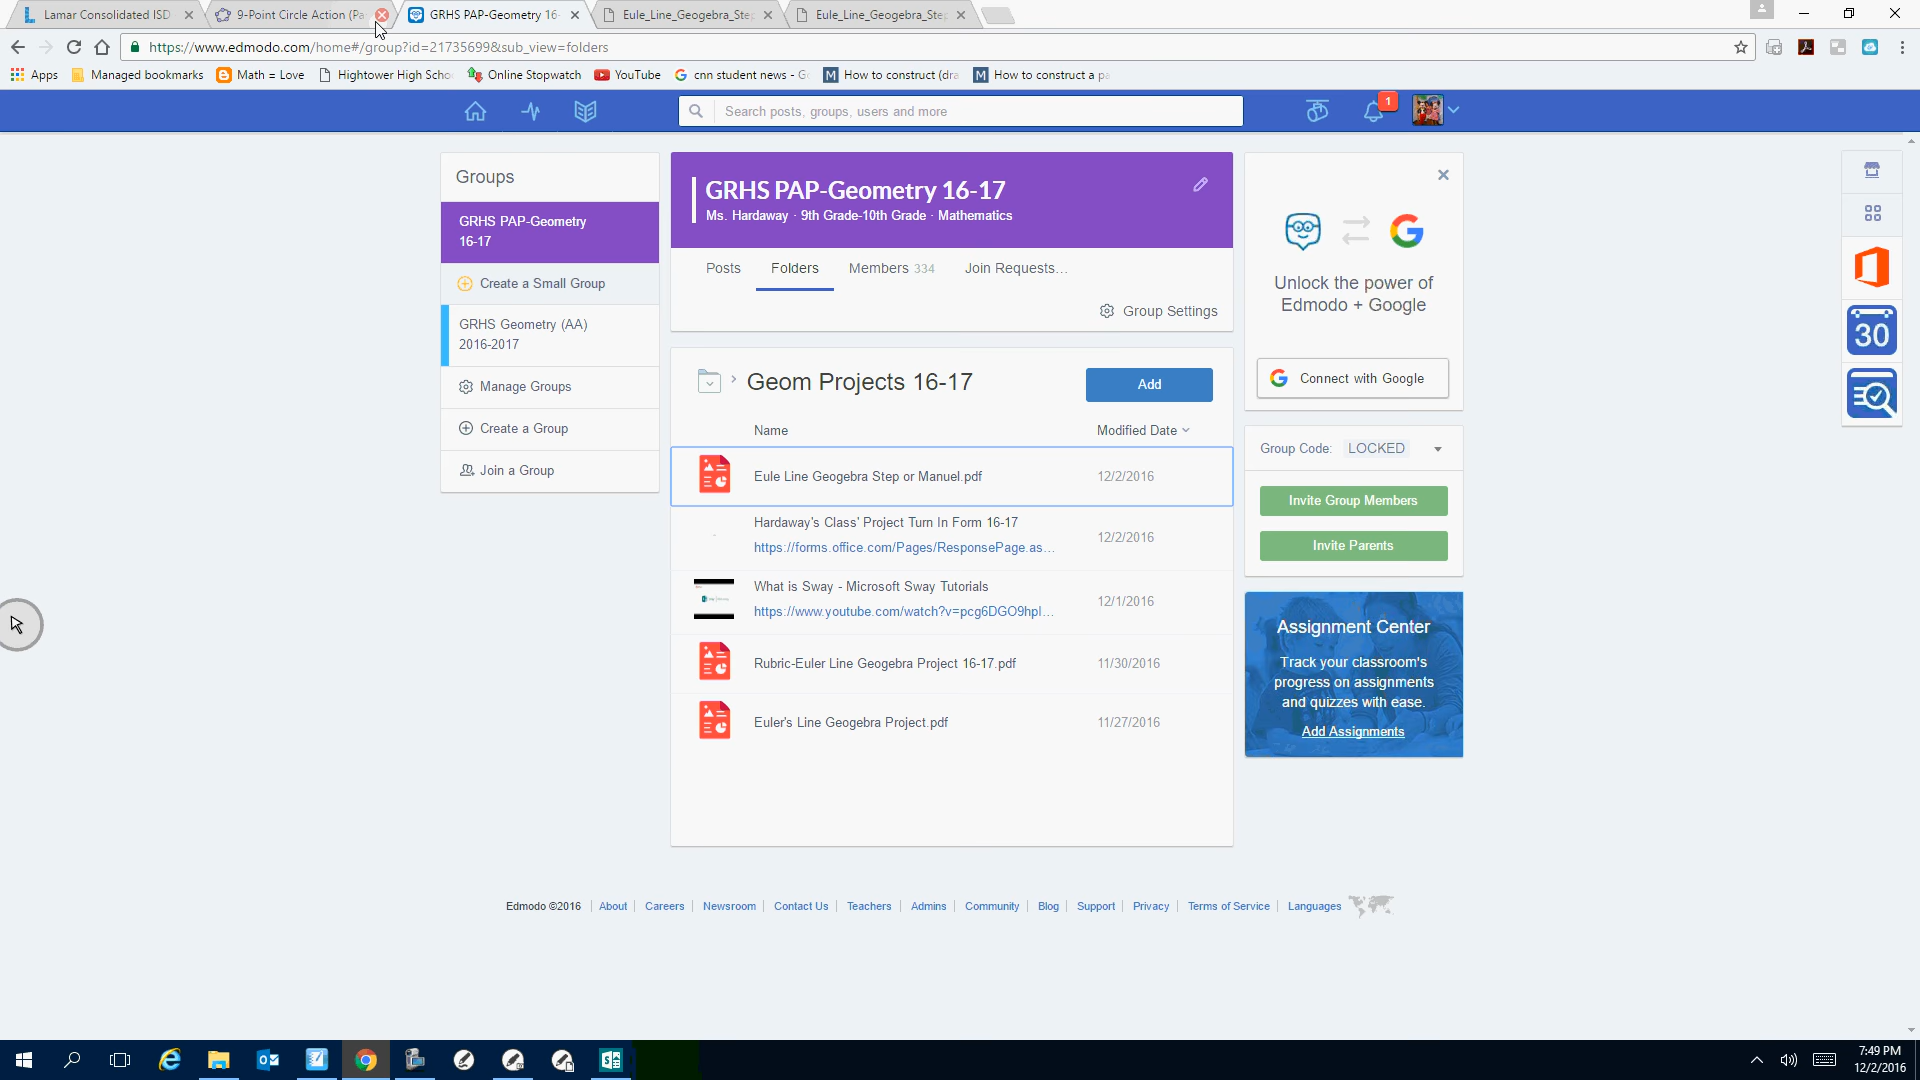 Lamar Consolidated ISD
9-Point Circle Action (Pa
GRHS PAP-Geometry 16-
Eule_Line_Geogebra_Ste
Eule_Line_Geogebra_Ste
https://www.edmodo.com/home#/group?id=21735699&sub_view=folders
Apps
Managed bookmarks
Math = Love
Hightower High Scho
Online Stopwatch
YouTube
cnn student news - G
How to construct (dra
How to construct a pa
Search posts, groups, users and more
1
Groups
GRHS PAP-Geometry
16-17
Create a Small Group
GRHS Geometry (AA)
2016-2017
Manage Groups
Create a Group
Join a Group
GRHS PAP-Geometry 16-17
Ms. Hardaway · 9th Grade-10th Grade · Mathematics
Posts
Folders
Members 334
Join Requests...
Group Settings
Geom Projects 16-17
Add
Name
Modified Date
Eule Line Geogebra Step or Manuel.pdf
12/2/2016
Hardaway's Class' Project Turn In Form 16-17
https://forms.office.com/Pages/ResponsePage.as...
12/2/2016
What is Sway - Microsoft Sway Tutorials
https://www.youtube.com/watch?v=pcg6DGO9hpI...
12/1/2016
Rubric-Euler Line Geogebra Project 16-17.pdf
11/30/2016
Euler's Line Geogebra Project.pdf
11/27/2016
Unlock the power of
Edmodo + Google
Connect with Google
Group Code: LOCKED
Invite Group Members
Invite Parents
Assignment Center
Track your classroom's
progress on assignments
and quizzes with ease.
Add Assignments
30
Edmodo ©2016
About
Careers
Newsroom
Contact Us
Teachers
Admins
Community
Blog
Support
Privacy
Terms of Service
Languages
7:49 PM
12/2/2016